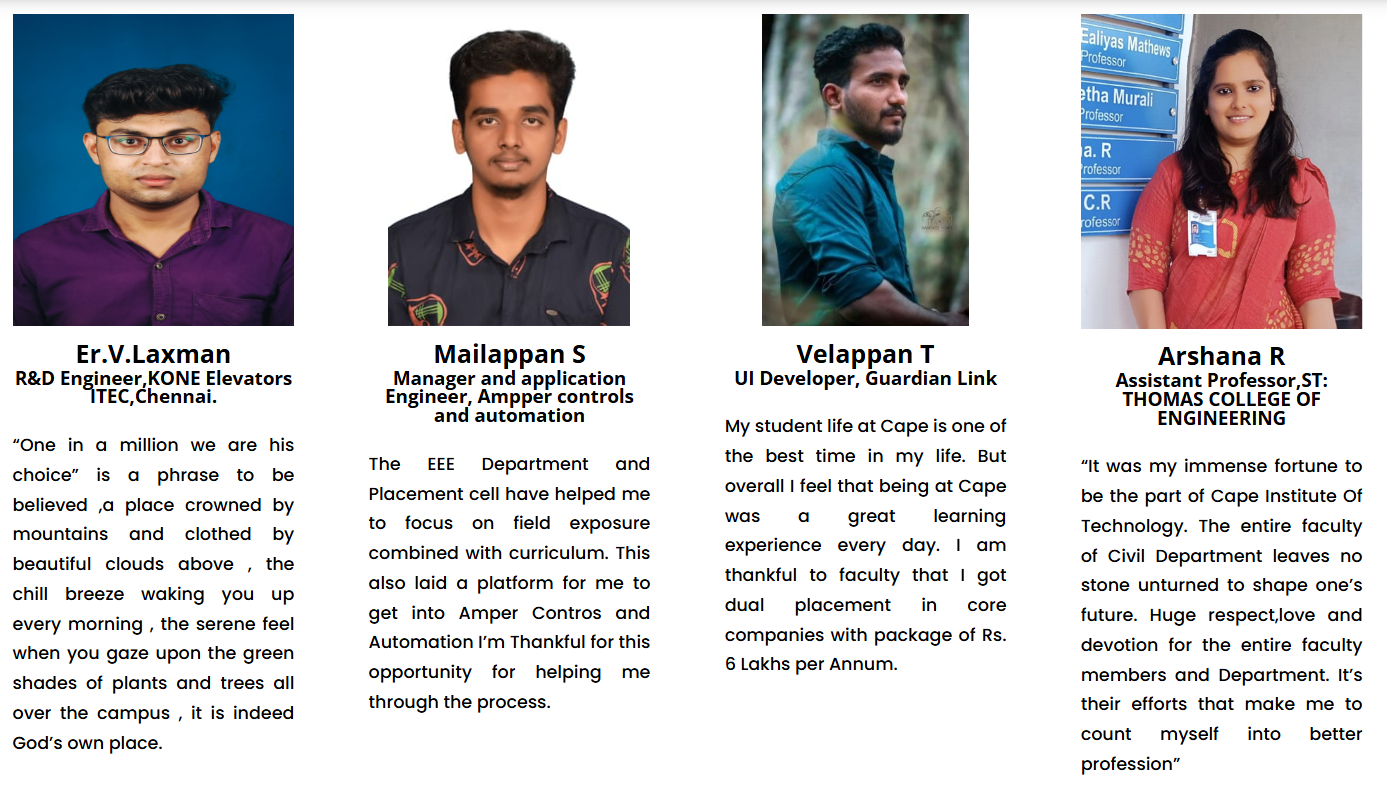 Ealiyas Mathews
Professor
etha Murali
Professor
a. R
Professor
C.R
Professor
Er.V.Laxman
R&D Engineer,KONE Elevators
ITEC,Chennai.
“One in a million we are his
choice” is a phrase to be
believed ,a place crowned by
mountains and clothed by
beautiful clouds above , the
chill breeze waking you up
every morning , the serene feel
when you gaze upon the green
shades of plants and trees all
over the campus , it is indeed
God’s own place.
Mailappan S
Manager and application
Engineer, Ampper controls
and automation
The EEE Department and
Placement cell have helped me
to focus on field exposure
combined with curriculum. This
also laid a platform for me to
get into Amper Contros and
Automation I’m Thankful for this
opportunity for helping me
through the process.
Velappan T
UI Developer, Guardian Link
My student life at Cape is one of
the best time in my life. But
overall I feel that being at Cape
was a great learning
experience every day. I am
thankful to faculty that I got
dual placement in core
companies with package of Rs.
6 Lakhs per Annum.
Arshana R
Assistant Professor,ST:
THOMAS COLLEGE OF
ENGINEERING
“It was my immense fortune to
be the part of Cape Institute Of
Technology. The entire faculty
of Civil Department leaves no
stone unturned to shape one’s
future. Huge respect,love and
devotion for the entire faculty
members and Department. It’s
their efforts that make me to
count myself into better
profession”